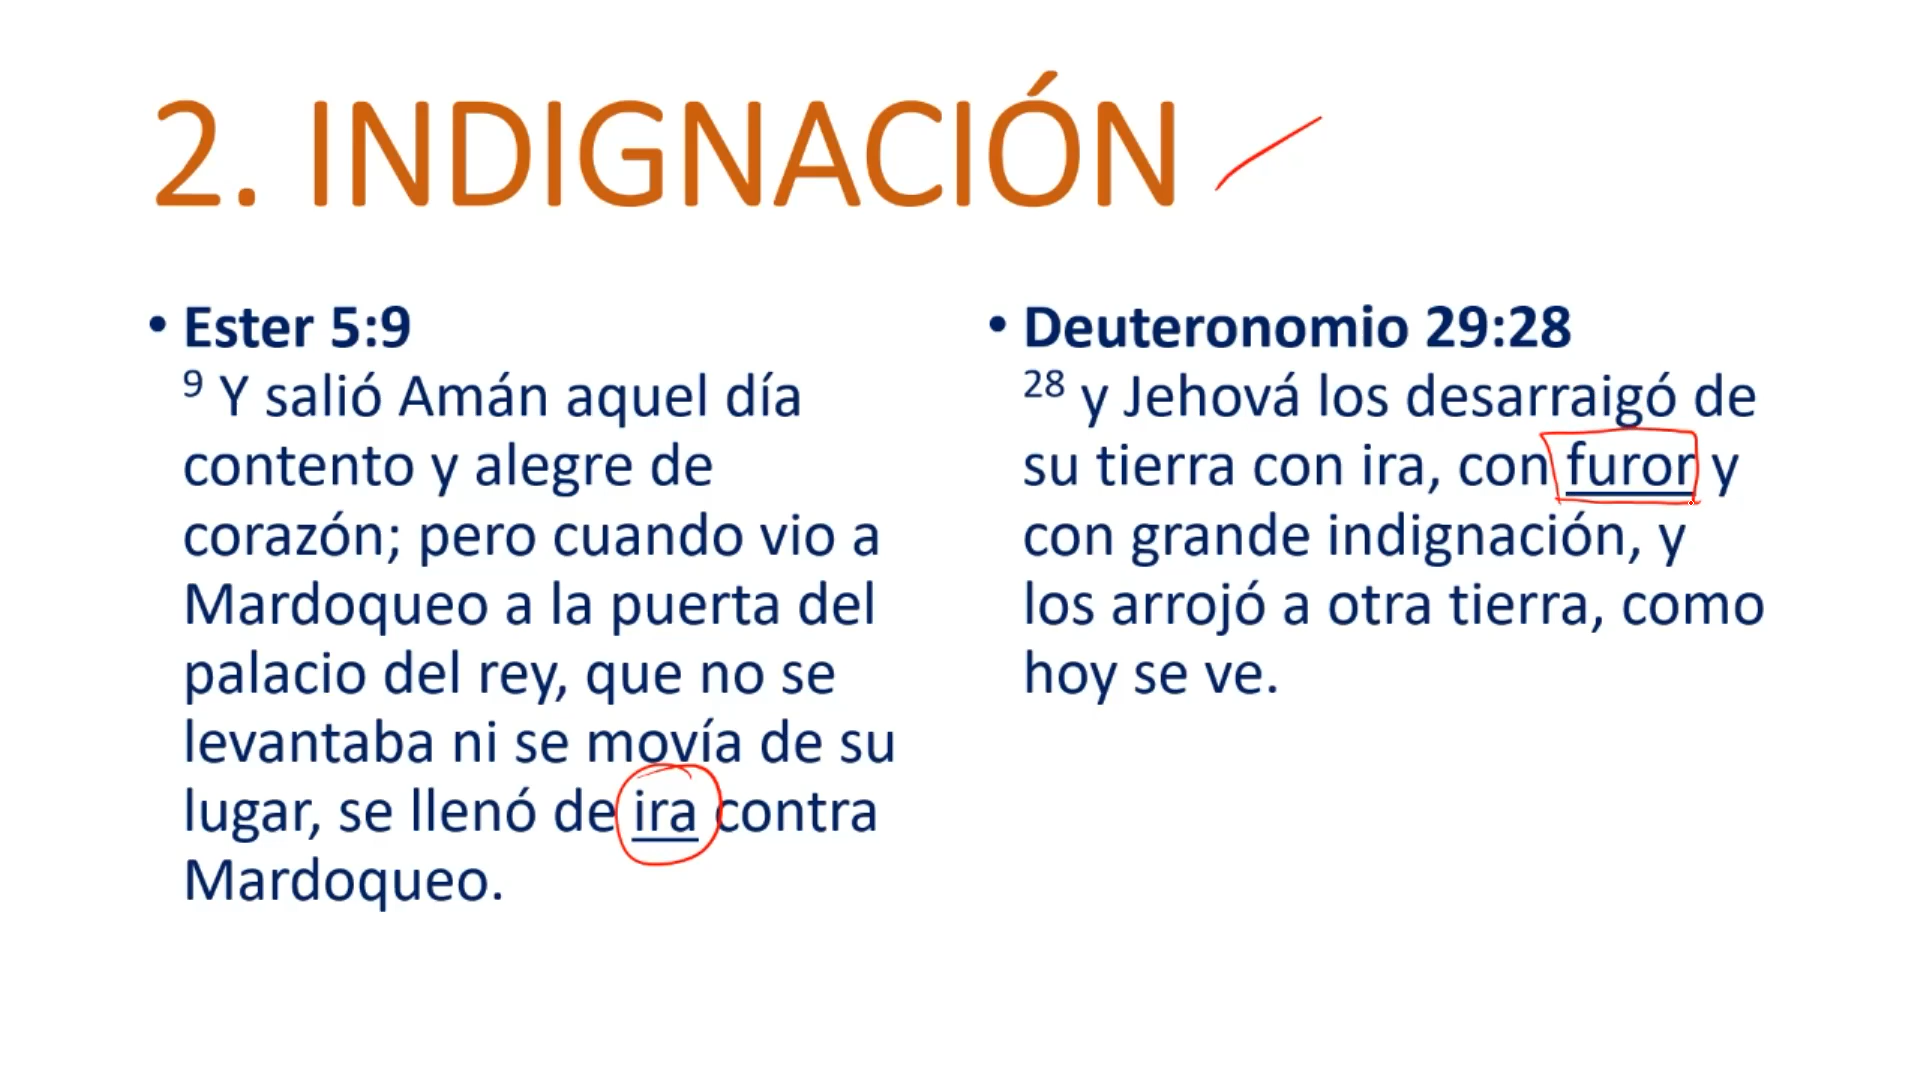 2. INDIGNACIÓN
• Ester 5:9
9 Y salió Amán aquel día
contento y alegre de
corazón; pero cuando vio a
Mardoqueo a la puerta del
palacio del rey, que no se
levantaba ni se movía de su
lugar, se llenó de ira contra
Mardoqueo.
• Deuteronomio 29:28
28 y Jehová los desarraigó de
su tierra con ira, con furor y
con grande indignación, y
los arrojó a otra tierra, como
hoy se ve.